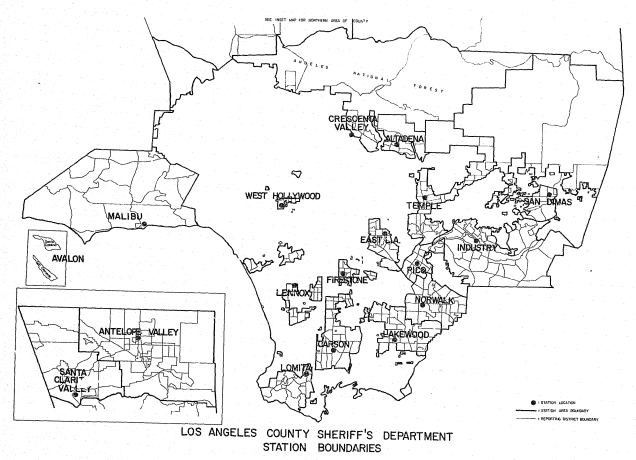 SEE INSET MAP FOR NORTHERN AREA OF COUNTY
ANGELES NATIONAL FOREST
CRESCENTA
VALLEY
ALTADENA
WEST HOLLYWOOD
TEMPLE
SAN DIMAS
MALIBU
EAST L.A.
INDUSTRY
AVALON
PICO
FIRESTONE
LENNOX
NORWALK
ANTELOPE VALLEY
LAKEWOOD
CARSON
SANTA
CLARITA
VALLEY
LOMITA
- STATION LOCATION
- STATION AREA BOUNDARY
- REPORTING DISTRICT BOUNDARY
LOS ANGELES COUNTY SHERIFF'S DEPARTMENT
STATION BOUNDARIES